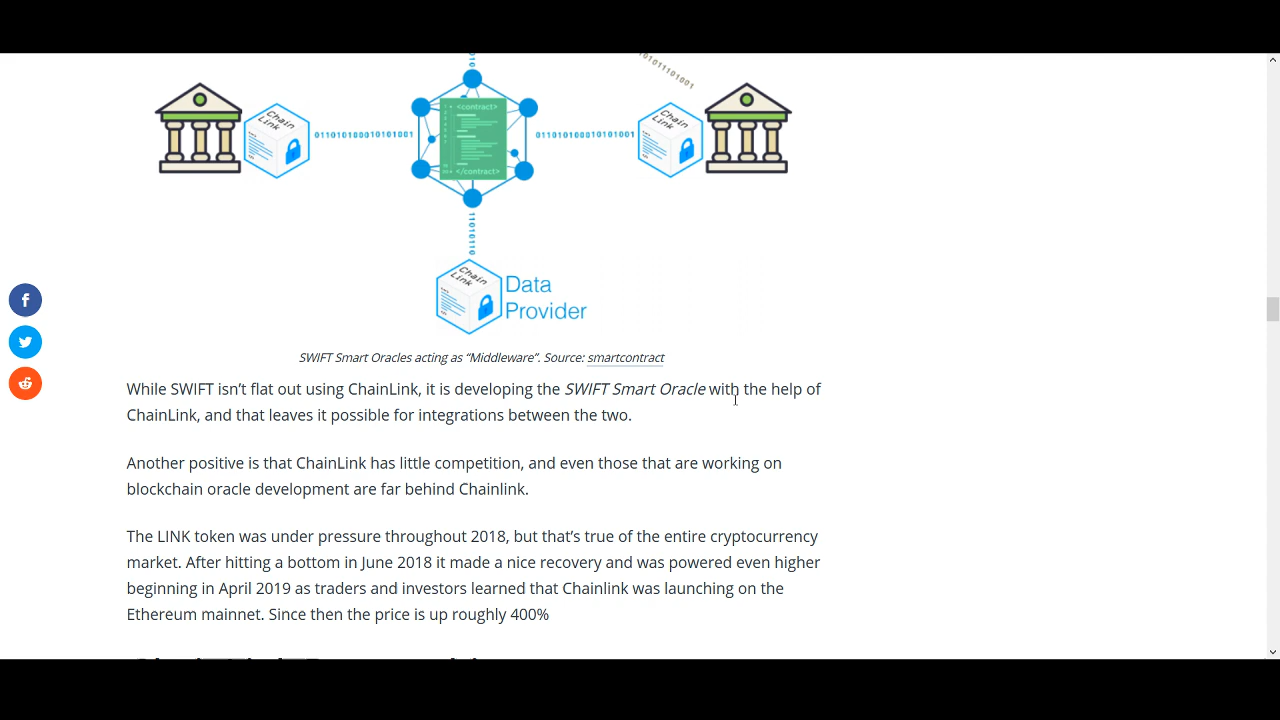 Chain Link
011010100010101001
<contract>
</contract>
011010100010101001
Chain Link
11010110
Chain Link
Data
Provider
SWIFT Smart Oracles acting as “Middleware”. Source: smartcontract
While SWIFT isn’t flat out using ChainLink, it is developing the SWIFT Smart Oracle with the help of
ChainLink, and that leaves it possible for integrations between the two.
Another positive is that ChainLink has little competition, and even those that are working on
blockchain oracle development are far behind Chainlink.
The LINK token was under pressure throughout 2018, but that’s true of the entire cryptocurrency
market. After hitting a bottom in June 2018 it made a nice recovery and was powered even higher
beginning in April 2019 as traders and investors learned that Chainlink was launching on the
Ethereum mainnet. Since then the price is up roughly 400%